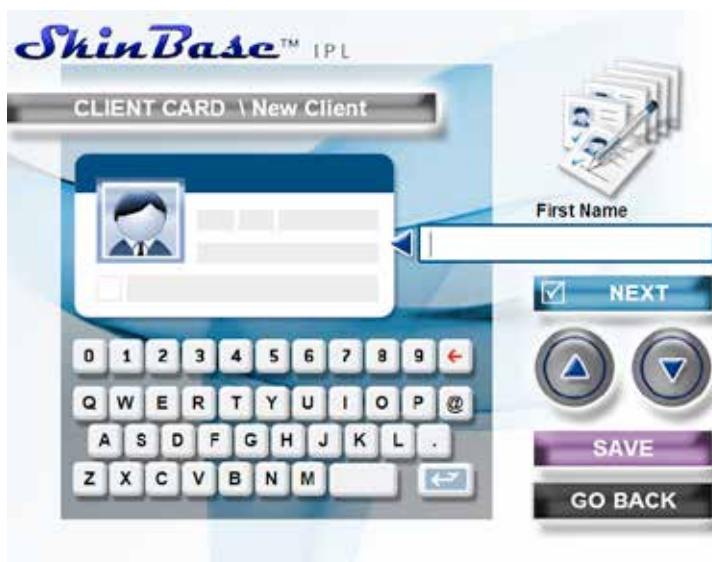 SkinBase™ IPL
CLIENT CARD \ New Client
First Name
NEXT
0 1 2 3 4 5 6 7 8 9 ←
Q W E R T Y U I O P @
A S D F G H J K L .
Z X C V B N M
SAVE
GO BACK